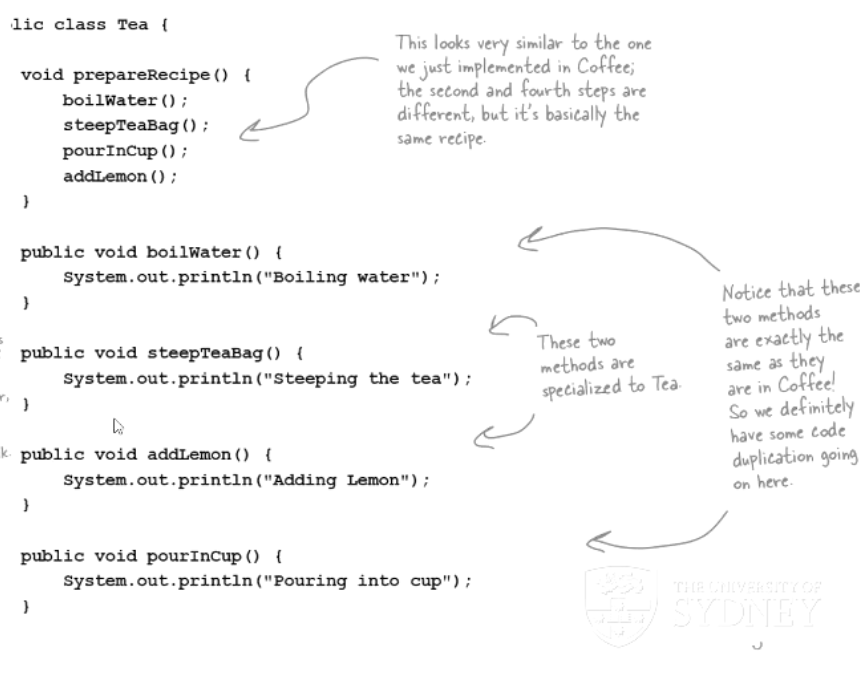 lic class Tea {
void prepareRecipe() {
boilWater();
steepTeaBag();
pourInCup();
addLemon();
}
This looks very similar to the one
we just implemented in Coffee;
the second and fourth steps are
different, but it's basically the
same recipe.
public void boilWater() {
System.out.println("Boiling water");
}
public void steepTeaBag() {
System.out.println("Steeping the tea");
}
These two
methods are
specialized to Tea.
public void addLemon() {
System.out.println("Adding Lemon");
}
Notice that these
two methods
are exactly the
same as they
are in Coffee!
So we definitely
have some code
duplication going
on here.
public void pourInCup() {
System.out.println("Pouring into cup");
}
THE UNIVERSITY OF
SYDNEY